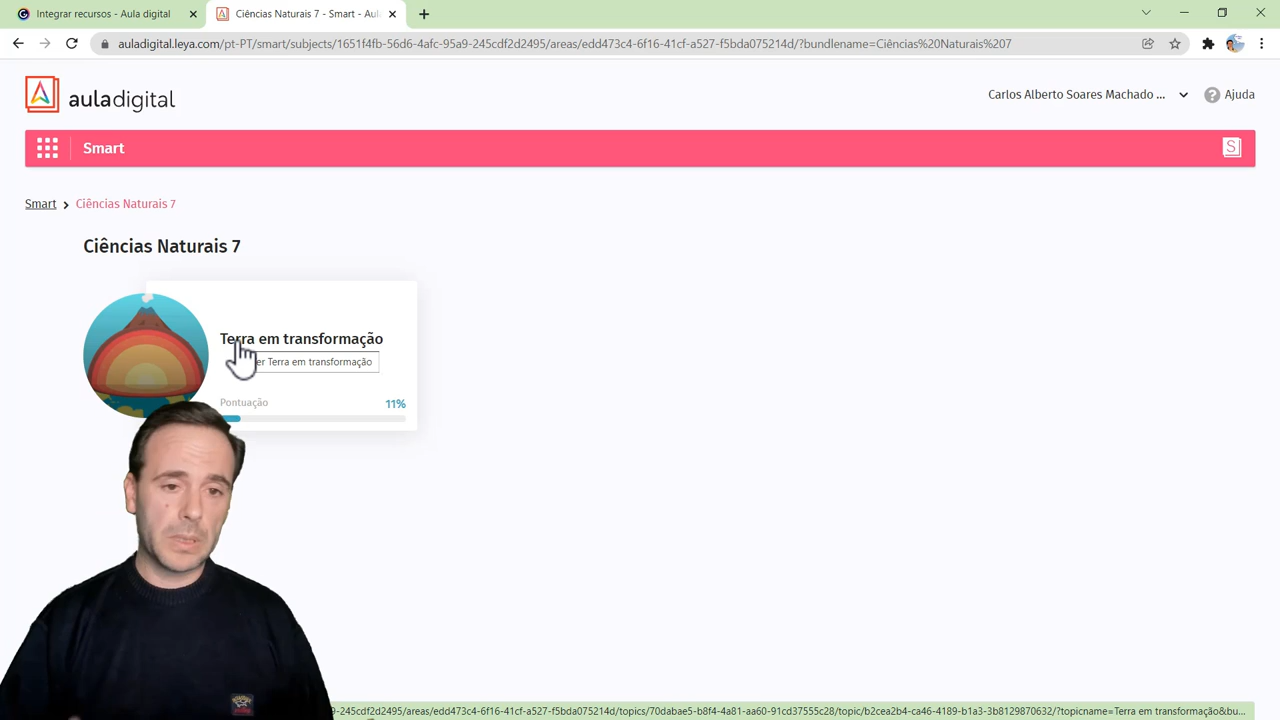 Integrar recursos - Aula digital
Ciências Naturais 7 - Smart - Aul
auladigital.leya.com/pt-PT/smart/subjects/1651f4fb-56d6-4afc-95a9-245cdf2d2495/areas/edd473c4-6f16-41cf-a527-f5bda075214d/?bundlename=Ciências%20Naturais%207
auladigital
Carlos Alberto Soares Machado ...
? Ajuda
Smart
S
Smart > Ciências Naturais 7
Ciências Naturais 7
Terra em transformação
er Terra em transformação
Pontuação 11%
9-245cdf2d2495/areas/edd473c4-6f16-41cf-a527-f5bda075214d/topics/70dabae5-b8f4-4a81-aa60-91cd37555c28/topic/b2cea2b4-ca46-4189-b1a3-3b8129870632/?topicname=Terra em transformação&bu...